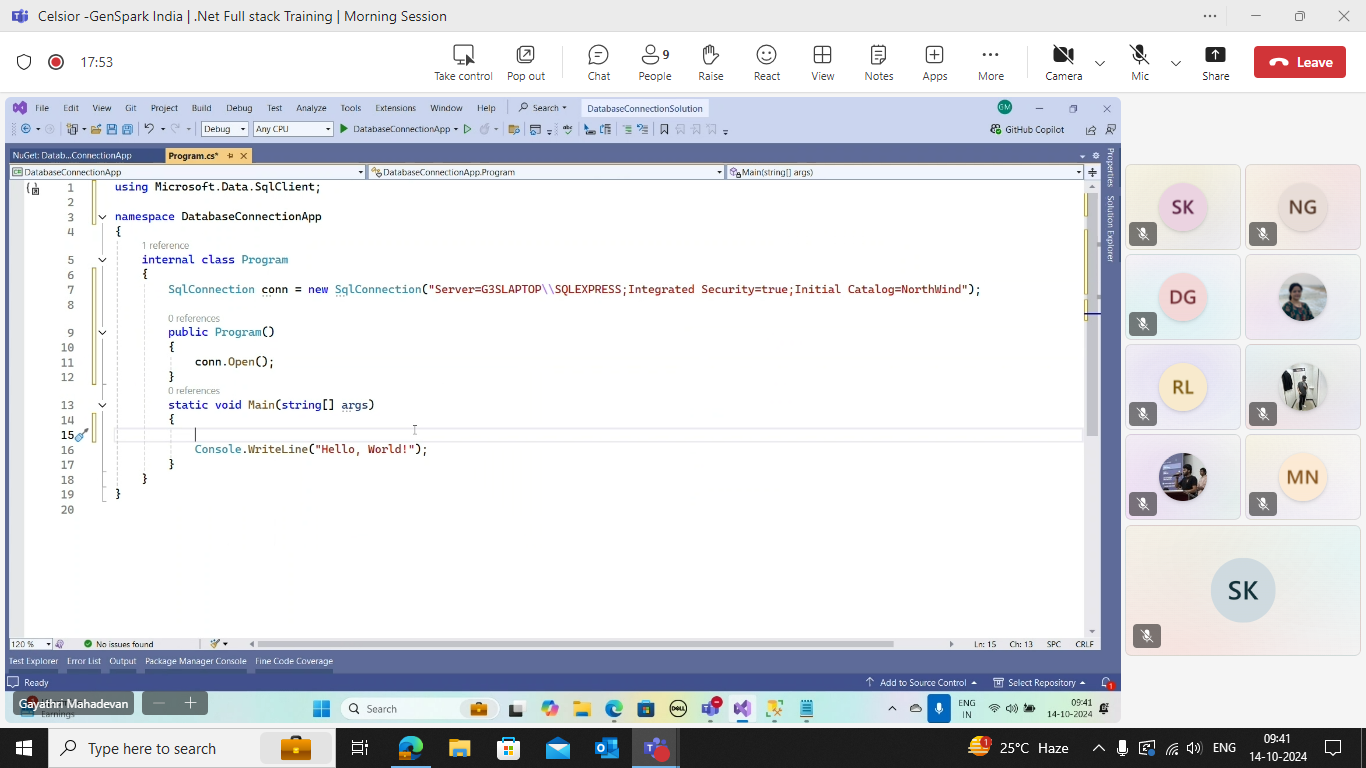 Celsior -GenSpark India | .Net Full stack Training | Morning Session
17:53
Take control
Pop out
Chat
9
People
Raise
React
View
Notes
Apps
More
Camera
Mic
Share
Leave
File Edit View Git Project Build Debug Test Analyze Tools Extensions Window Help Search DatabaseConnectionSolution GM
Debug Any CPU DatabaseConnectionApp GitHub Copilot
NuGet: Datab...ConnectionApp Program.cs*
DatabaseConnectionApp DatabaseConnectionApp.Program Main(string[] args)
1 using Microsoft.Data.SqlClient;
2
3 namespace DatabaseConnectionApp
4 {
1 reference
5 internal class Program
6 {
7 SqlConnection conn = new SqlConnection("Server=G3SLAPTOP\\SQLEXPRESS;Integrated Security=true;Initial Catalog=NorthWind");
8
0 references
9 public Program()
10 {
11 conn.Open();
12 }
0 references
13 static void Main(string[] args)
14 {
15
16 Console.WriteLine("Hello, World!");
17 }
18 }
19 }
20
Properties
Solution Explorer
120 % No issues found Ln: 15 Ch: 13 SPC CRLF
Test Explorer Error List Output Package Manager Console Fine Code Coverage
Ready Add to Source Control Select Repository 1
Gayathri Mahadevan
Earnings
Search
DELL
ENG
IN
09:41
14-10-2024
SK
NG
DG
RL
MN
SK
Type here to search
1
25°C Haze
ENG
09:41
14-10-2024